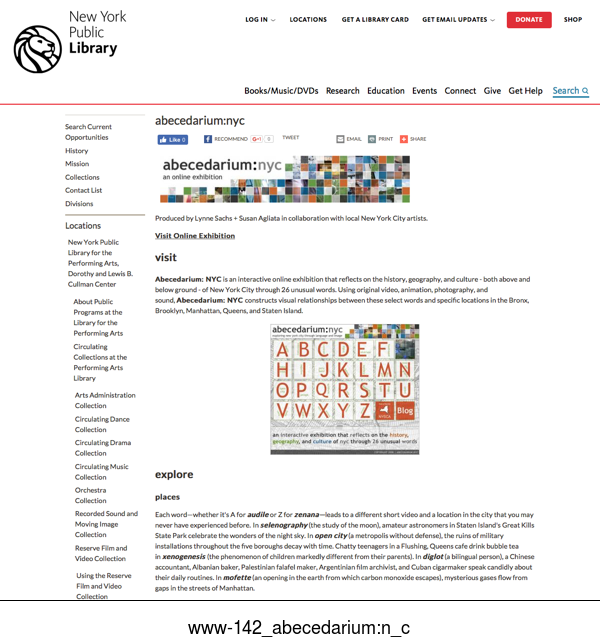 New York
Public
Library
LOG IN
LOCATIONS
GET A LIBRARY CARD
GET EMAIL UPDATES
DONATE
SHOP
Books/Music/DVDs Research Education Events Connect Give Get Help Search
Search Current
Opportunities
History
Mission
Collections
Contact List
Divisions
Locations
New York Public
Library for the
Performing Arts,
Dorothy and Lewis B.
Cullman Center
About Public
Programs at the
Library for the
Performing Arts
Circulating
Collections at the
Performing Arts
Library
Arts Administration
Collection
Circulating Dance
Collection
Circulating Drama
Collection
Circulating Music
Collection
Orchestra
Collection
Recorded Sound and
Moving Image
Collection
Reserve Film and
Video Collection
Using the Reserve
Film and Video
Collection
abecedarium:nyc
Like 0
RECOMMEND
G+1 0
TWEET
EMAIL
PRINT
SHARE
abecedarium:nyc
an online exhibition
Produced by Lynne Sachs + Susan Agliata in collaboration with local New York City artists.
Visit Online Exhibition
visit
Abecedarium: NYC is an interactive online exhibition that reflects on the history, geography, and culture - both above and
below ground - of New York City through 26 unusual words. Using original video, animation, photography, and
sound, Abecedarium: NYC constructs visual relationships between these select words and specific locations in the Bronx,
Brooklyn, Manhattan, Queens, and Staten Island.
abecedarium:nyc
exploring new york city through language and image
A B C D E F
H I J K L M N
O P Q R S T U
V W X Y Z NYSCA Blog
an interactive exhibition that reflects on the history,
geography, and culture of nyc through 26 unusual words
explore
places
Each word—whether it's A for audile or Z for zenana—leads to a different short video and a location in the city that you may
never have experienced before. In selenography (the study of the moon), amateur astronomers in Staten Island's Great Kills
State Park celebrate the wonders of the night sky. In open city (a metropolis without defense), the ruins of military
installations throughout the five boroughs decay with time. Chatty teenagers in a Flushing, Queens cafe drink bubble tea
in xenogenesis (the phenomenon of children markedly different from their parents). In diglot (a bilingual person), a Chinese
accountant, Albanian baker, Palestinian falafel maker, Argentinian film archivist, and Cuban cigarmaker speak candidly about
their daily routines. In mofette (an opening in the earth from which carbon monoxide escapes), mysterious gases flow from
gaps in the streets of Manhattan.
www-142_abecedarium:n_c